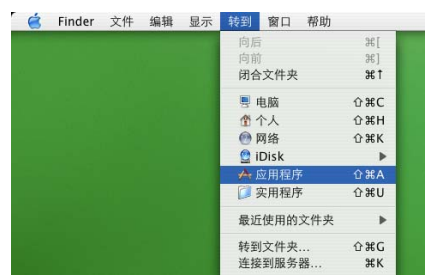 Finder 文件 编辑 显示 转到 窗口 帮助
向后 ⌘[
向前 ⌘]
闭合文件夹 ⌘↑
电脑 ⇧⌘C
个人 ⇧⌘H
网络 ⇧⌘K
iDisk ▶
应用程序 ⇧⌘A
实用程序 ⇧⌘U
最近使用的文件夹 ▶
转到文件夹... ⇧⌘G
连接到服务器... ⌘K